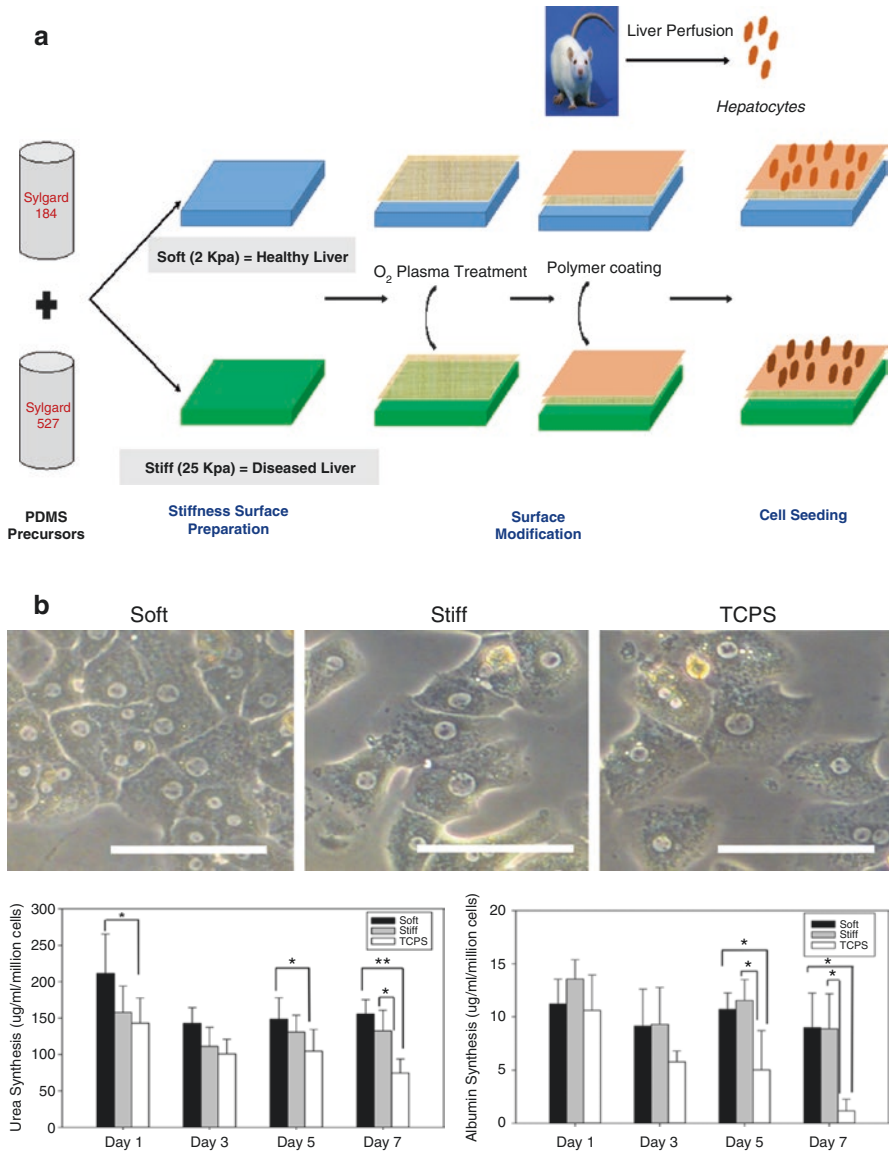 a
Liver Perfusion
Hepatocytes
Sylgard
184
Soft (2 Kpa) = Healthy Liver
O2 Plasma Treatment
Polymer coating
+
Sylgard
527
Stiff (25 Kpa) = Diseased Liver
PDMS
Precursors
Stiffness Surface
Preparation
Surface
Modification
Cell Seeding
b
Soft
Stiff
TCPS
Urea Synthesis (ug/ml/million cells)
300
250
200
150
100
50
0
*
*
**
*
Soft
Stiff
TCPS
Day 1
Day 3
Day 5
Day 7
Albumin Synthesis (ug/ml/million cells)
20
15
10
5
0
*
*
*
*
Soft
Stiff
TCPS
Day 1
Day 3
Day 5
Day 7